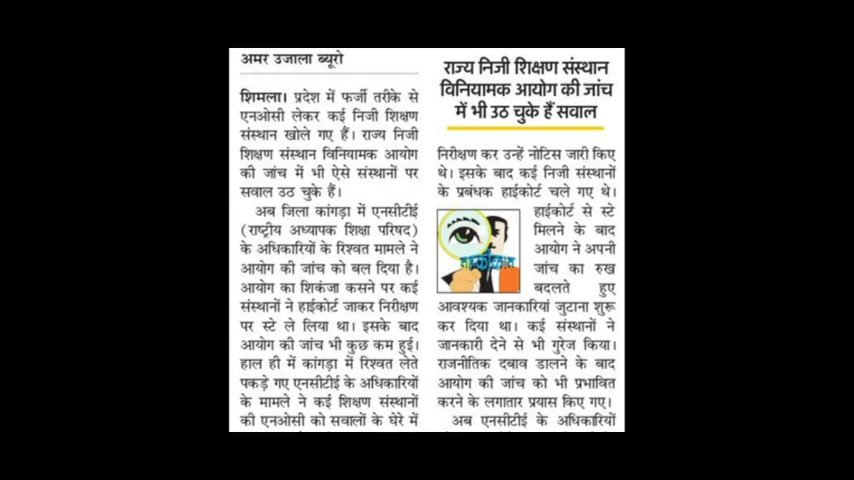 अमर उजाला ब्यूरो
शिमला। प्रदेश में फर्जी तरीके से
एनओसी लेकर कई निजी शिक्षण
संस्थान खोले गए हैं। राज्य निजी
शिक्षण संस्थान विनियामक आयोग
की जांच में भी ऐसे संस्थानों पर
सवाल उठ चुके हैं।
अब जिला कांगड़ा में एनसीटीई
(राष्ट्रीय अध्यापक शिक्षा परिषद)
के अधिकारियों के रिश्वत मामले ने
आयोग की जांच को बल दिया है।
आयोग का शिकंजा कसने पर कई
संस्थानों ने हाईकोर्ट जाकर निरीक्षण
पर स्टे ले लिया था। इसके बाद
आयोग की जांच भी कुछ कम हुई।
हाल ही में कांगड़ा में रिश्वत लेते
पकड़े गए एनसीटीई के अधिकारियों
के मामले ने कई शिक्षण संस्थानों
की एनओसी को सवालों के घेरे में
राज्य निजी शिक्षण संस्थान
विनियामक आयोग की जांच
में भी उठ चुके हैं सवाल
निरीक्षण कर उन्हें नोटिस जारी किए
थे। इसके बाद कई निजी संस्थानों
के प्रबंधक हाईकोर्ट चले गए थे।
हाईकोर्ट से स्टे
मिलने के बाद
आयोग ने अपनी
जांच का रुख
बदलते हुए
तहकीकात
आवश्यक जानकारियां जुटाना शुरू
कर दिया था। कई संस्थानों ने
जानकारी देने से भी गुरेज किया।
राजनीतिक दबाव डालने के बाद
आयोग की जांच को भी प्रभावित
करने के लगातार प्रयास किए गए।
अब एनसीटीई के अधिकारियों